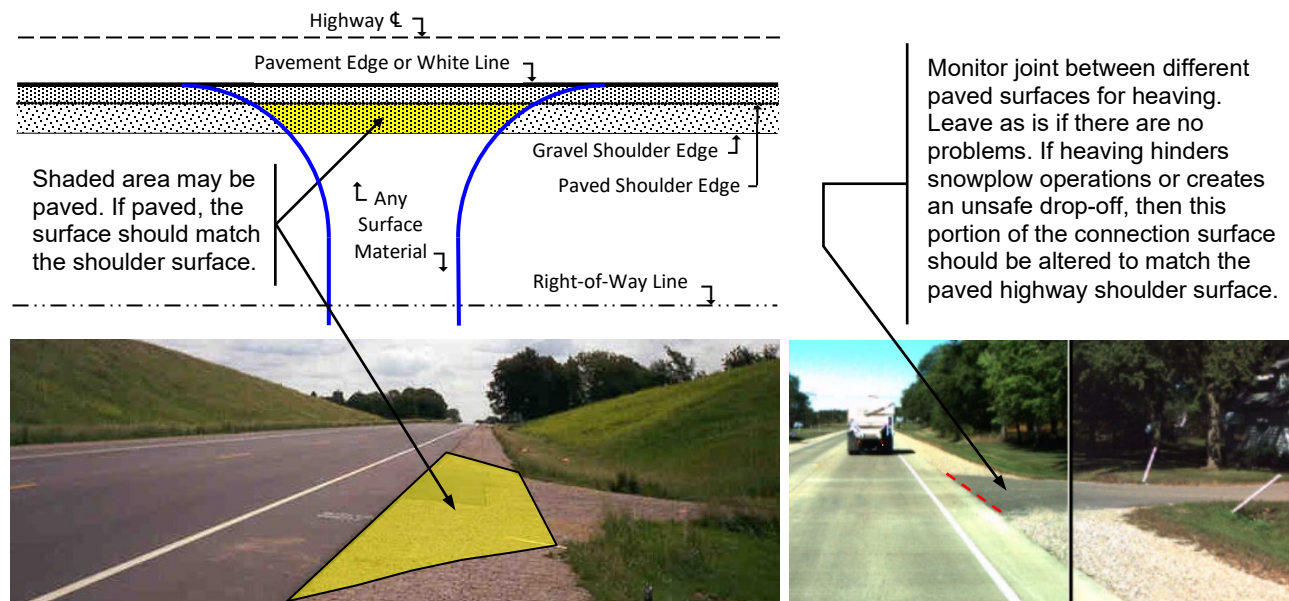 Highway ℄
Pavement Edge or White Line
Gravel Shoulder Edge
Paved Shoulder Edge
Shaded area may be
paved. If paved, the
surface should match
the shoulder surface.
Any
Surface
Material
Right-of-Way Line
Monitor joint between different
paved surfaces for heaving.
Leave as is if there are no
problems. If heaving hinders
snowplow operations or creates
an unsafe drop-off, then this
portion of the connection surface
should be altered to match the
paved highway shoulder surface.